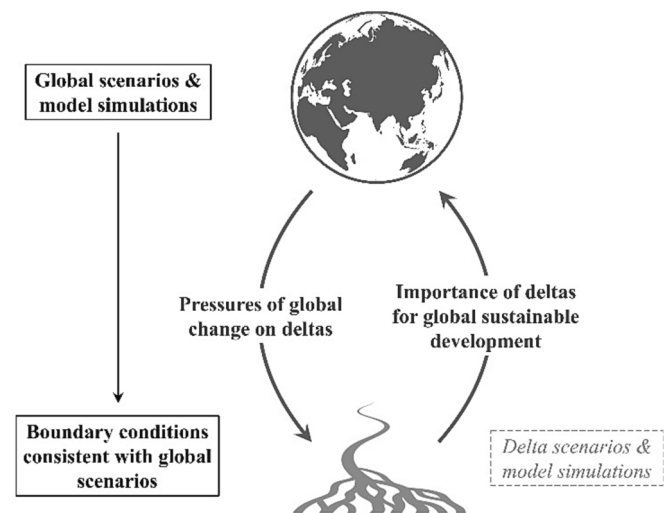 Global scenarios &
model simulations
Pressures of global
change on deltas
Importance of deltas
for global sustainable
development
Boundary conditions
consistent with global
scenarios
Delta scenarios &
model simulations